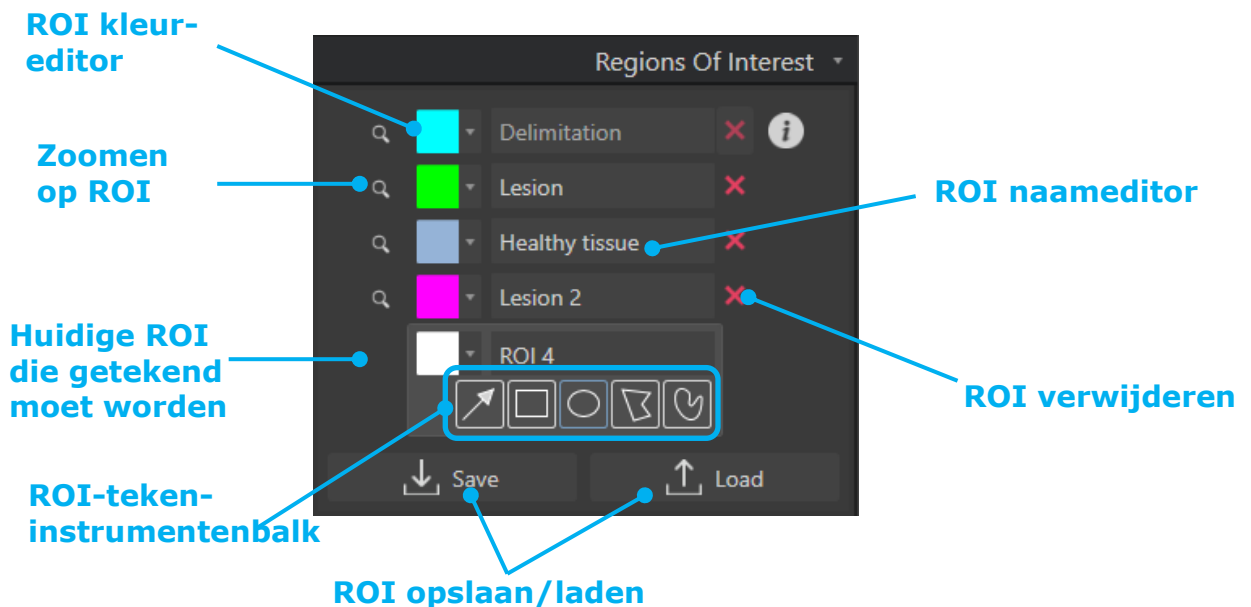 ROI kleur-
editor
Regions Of Interest
Delimitation
Zoomen
op ROI
Lesion
ROI naameditor
Healthy tissue
Lesion 2
Huidige ROI
die getekend
moet worden
ROI 4
ROI verwijderen
Save
Load
ROI-teken-
instrumentenbalk
ROI opslaan/laden